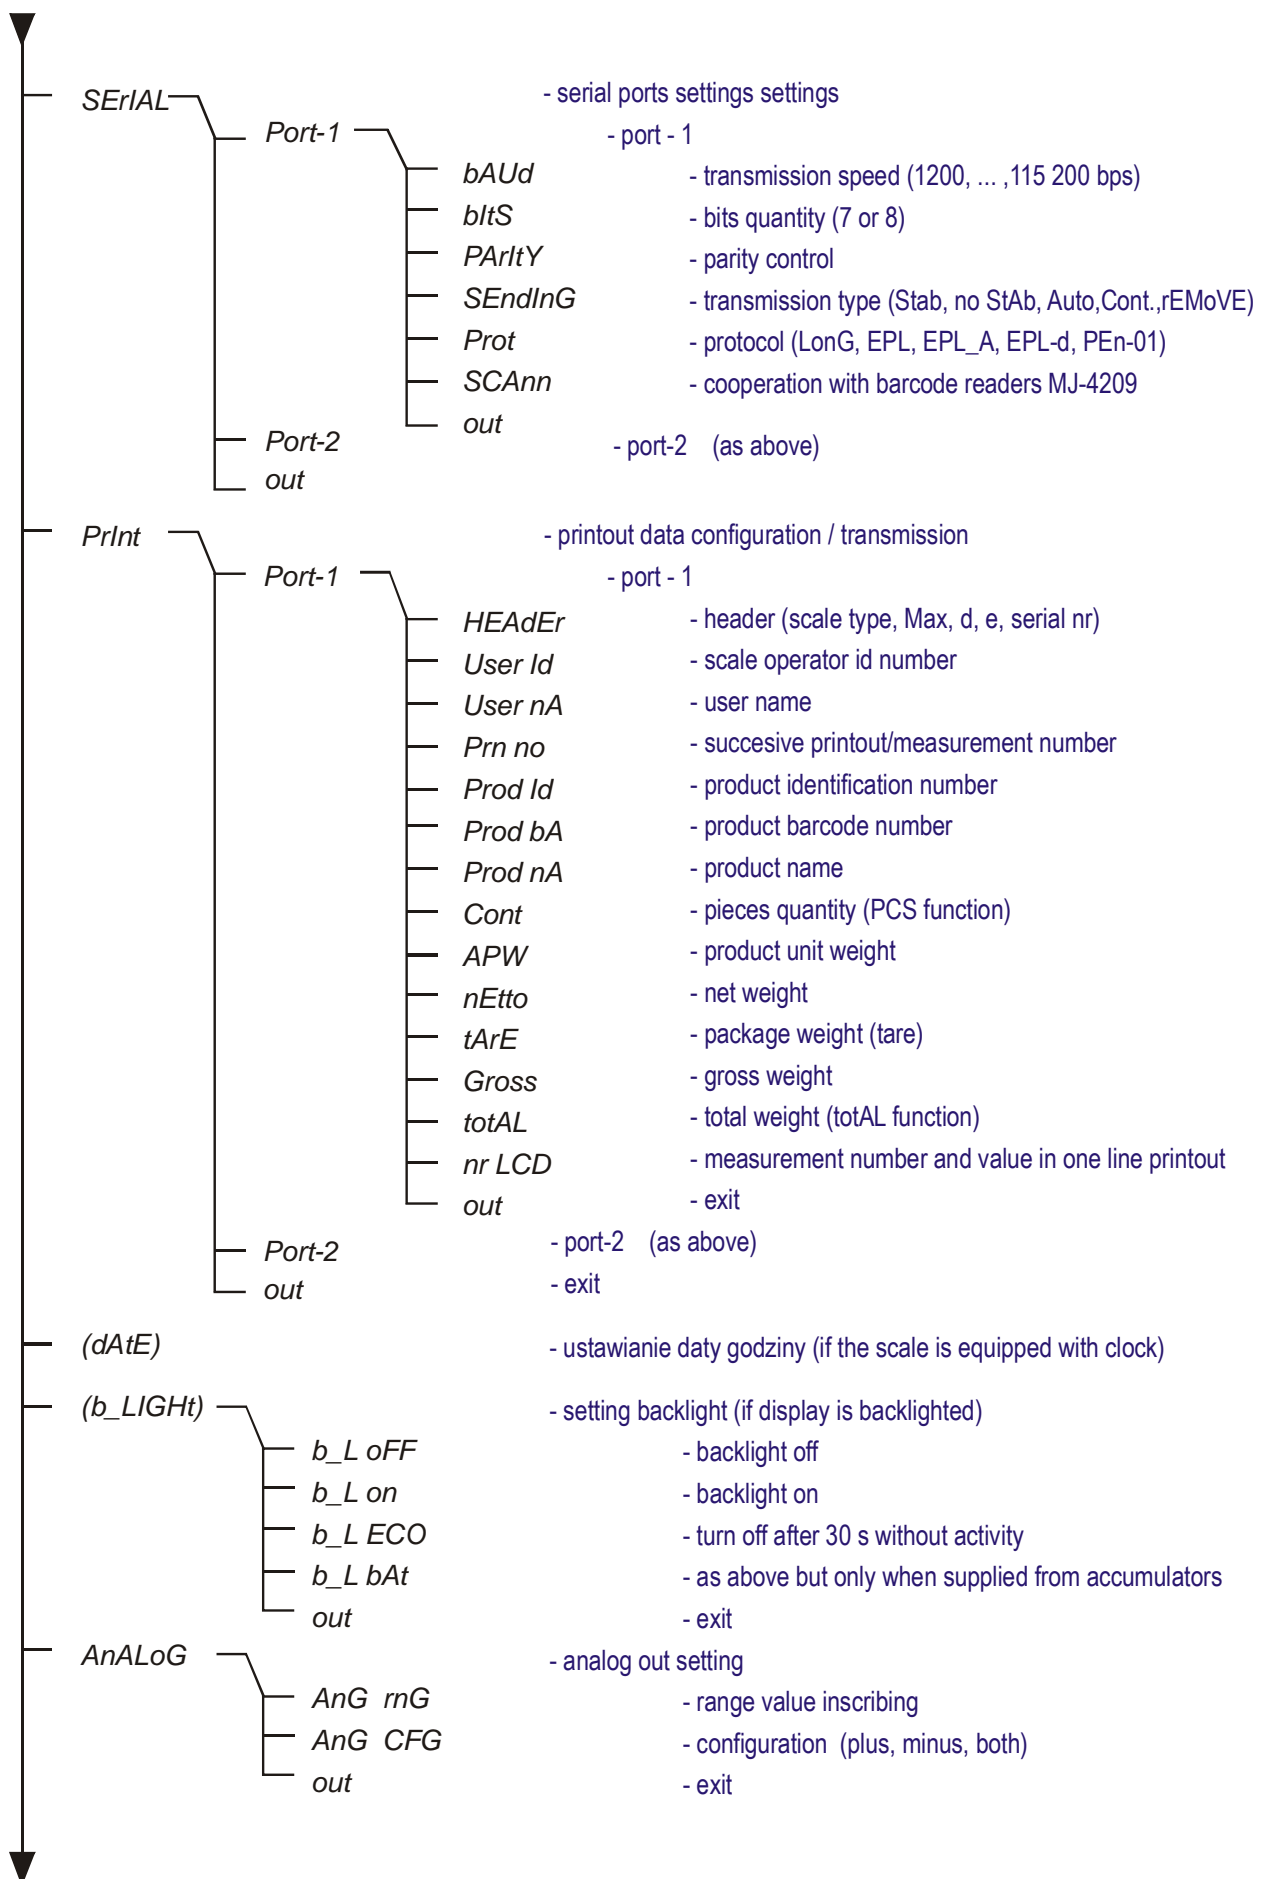 SErIAL - serial ports settings settings
Port-1 - port - 1
bAUd - transmission speed (1200, ... ,115 200 bps)
bItS - bits quantity (7 or 8)
PArItY - parity control
SEndInG - transmission type (Stab, no StAb, Auto,Cont.,rEMoVE)
Prot - protocol (LonG, EPL, EPL_A, EPL-d, PEn-01)
SCAnn - cooperation with barcode readers MJ-4209
out
Port-2 - port-2 (as above)
out
PrInt - printout data configuration / transmission
Port-1 - port - 1
HEAdEr - header (scale type, Max, d, e, serial nr)
User Id - scale operator id number
User nA - user name
Prn no - succesive printout/measurement number
Prod Id - product identification number
Prod bA - product barcode number
Prod nA - product name
Cont - pieces quantity (PCS function)
APW - product unit weight
nEtto - net weight
tArE - package weight (tare)
Gross - gross weight
totAL - total weight (totAL function)
nr LCD - measurement number and value in one line printout
out - exit
Port-2 - port-2 (as above)
out - exit
(dAtE) - ustawianie daty godziny (if the scale is equipped with clock)
(b_LIGHt) - setting backlight (if display is backlighted)
b_L oFF - backlight off
b_L on - backlight on
b_L ECO - turn off after 30 s without activity
b_L bAt - as above but only when supplied from accumulators
out - exit
AnALoG - analog out setting
AnG rnG - range value inscribing
AnG CFG - configuration (plus, minus, both)
out - exit